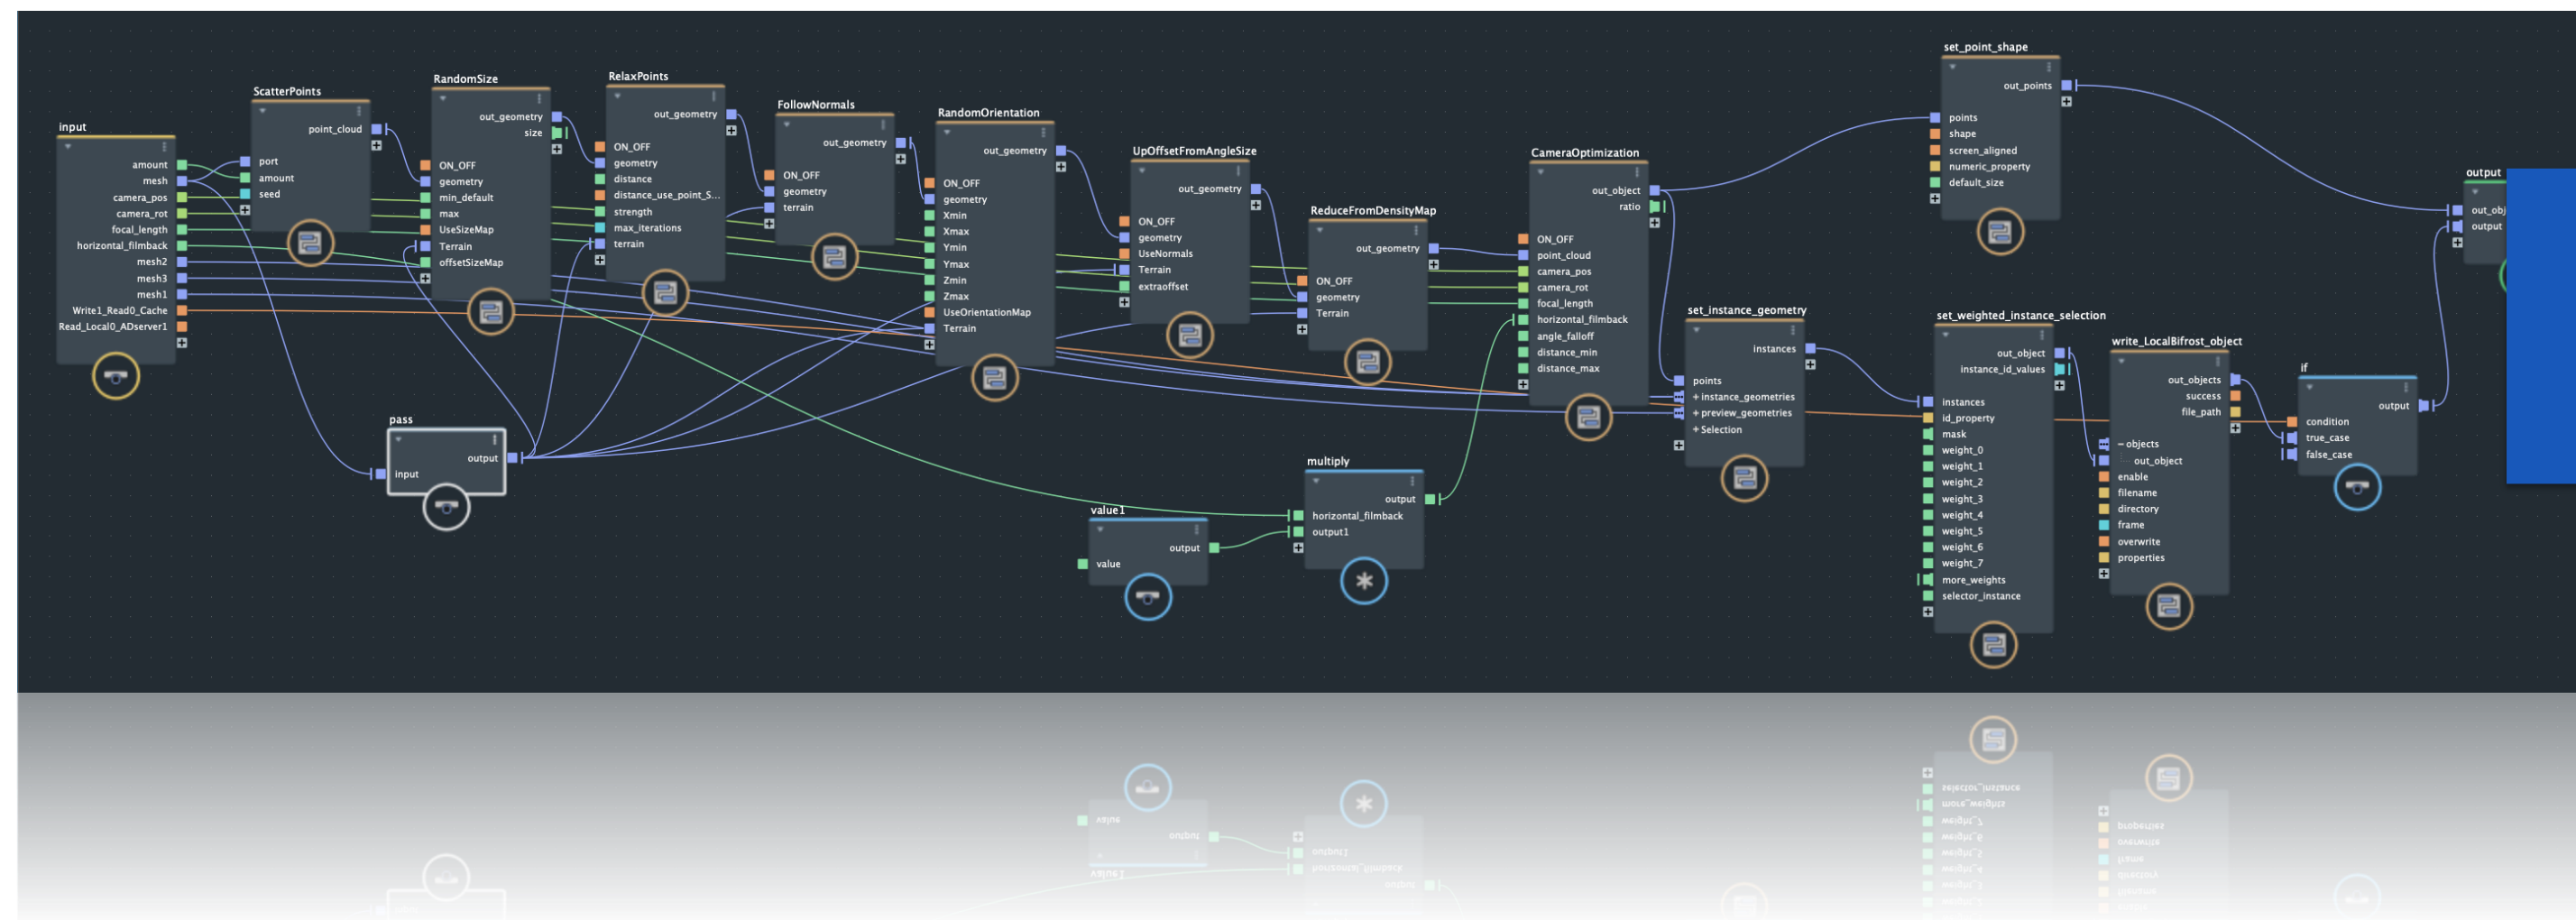 input
amount
mesh
camera_pos
camera_rot
focal_length
horizontal_filmback
mesh2
mesh3
mesh1
Write1_Read0_Cache
Read_Local0_ADserver1
ScatterPoints
point_cloud
port
amount
seed
RandomSize
out_geometry
size
ON_OFF
geometry
min_default
max
UseSizeMap
Terrain
offsetSizeMap
RelaxPoints
out_geometry
ON_OFF
geometry
distance
distance_use_point_S...
strength
max_iterations
terrain
FollowNormals
out_geometry
ON_OFF
geometry
terrain
RandomOrientation
out_geometry
ON_OFF
geometry
Xmin
Xmax
Ymin
Ymax
Zmin
Zmax
UseOrientationMap
Terrain
UpOffsetFromAngleSize
out_geometry
ON_OFF
geometry
UseNormals
Terrain
extraoffset
ReduceFromDensityMap
out_geometry
ON_OFF
geometry
Terrain
CameraOptimization
out_object
ratio
ON_OFF
point_cloud
camera_pos
camera_rot
focal_length
horizontal_filmback
angle_falloff
distance_min
distance_max
pass
output
input
value1
output
value
multiply
output
horizontal_filmback
output1
set_instance_geometry
instances
points
+ instance_geometries
+ preview_geometries
+ Selection
set_point_shape
out_points
points
shape
screen_aligned
numeric_property
default_size
set_weighted_instance_selection
out_object
instance_id_values
instances
id_property
mask
weight_0
weight_1
weight_2
weight_3
weight_4
weight_5
weight_6
weight_7
more_weights
selector_instance
write_LocalBifrost_object
out_objects
success
file_path
− objects
out_object
enable
filename
directory
frame
overwrite
properties
if
output
condition
true_case
false_case
output
out_obj
output